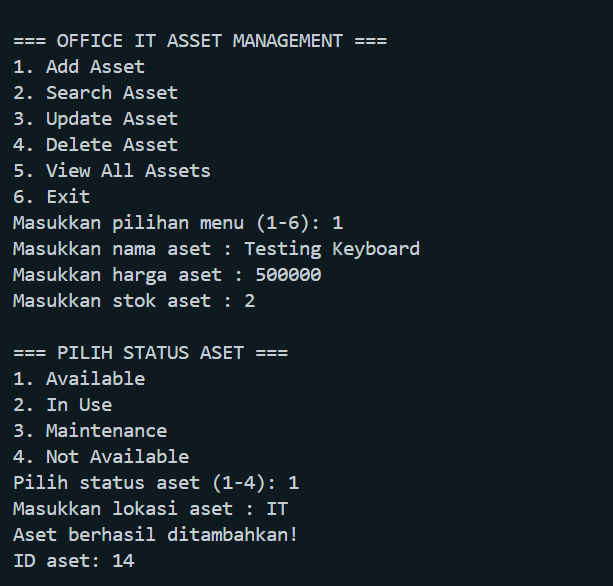 === OFFICE IT ASSET MANAGEMENT ===
1. Add Asset
2. Search Asset
3. Update Asset
4. Delete Asset
5. View All Assets
6. Exit
Masukkan pilihan menu (1-6): 1
Masukkan nama aset : Testing Keyboard
Masukkan harga aset : 500000
Masukkan stok aset : 2
=== PILIH STATUS ASET ===
1. Available
2. In Use
3. Maintenance
4. Not Available
Pilih status aset (1-4): 1
Masukkan lokasi aset : IT
Aset berhasil ditambahkan!
ID aset: 14